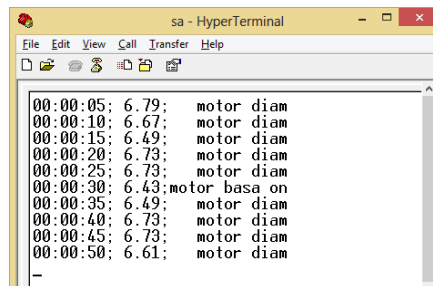 sa - HyperTerminal
File Edit View Call Transfer Help
00:00:05; 6.79;   motor diam
00:00:10; 6.67;   motor diam
00:00:15; 6.49;   motor diam
00:00:20; 6.73;   motor diam
00:00:25; 6.73;   motor diam
00:00:30; 6.43;motor basa on
00:00:35; 6.49;   motor diam
00:00:40; 6.73;   motor diam
00:00:45; 6.73;   motor diam
00:00:50; 6.61;   motor diam